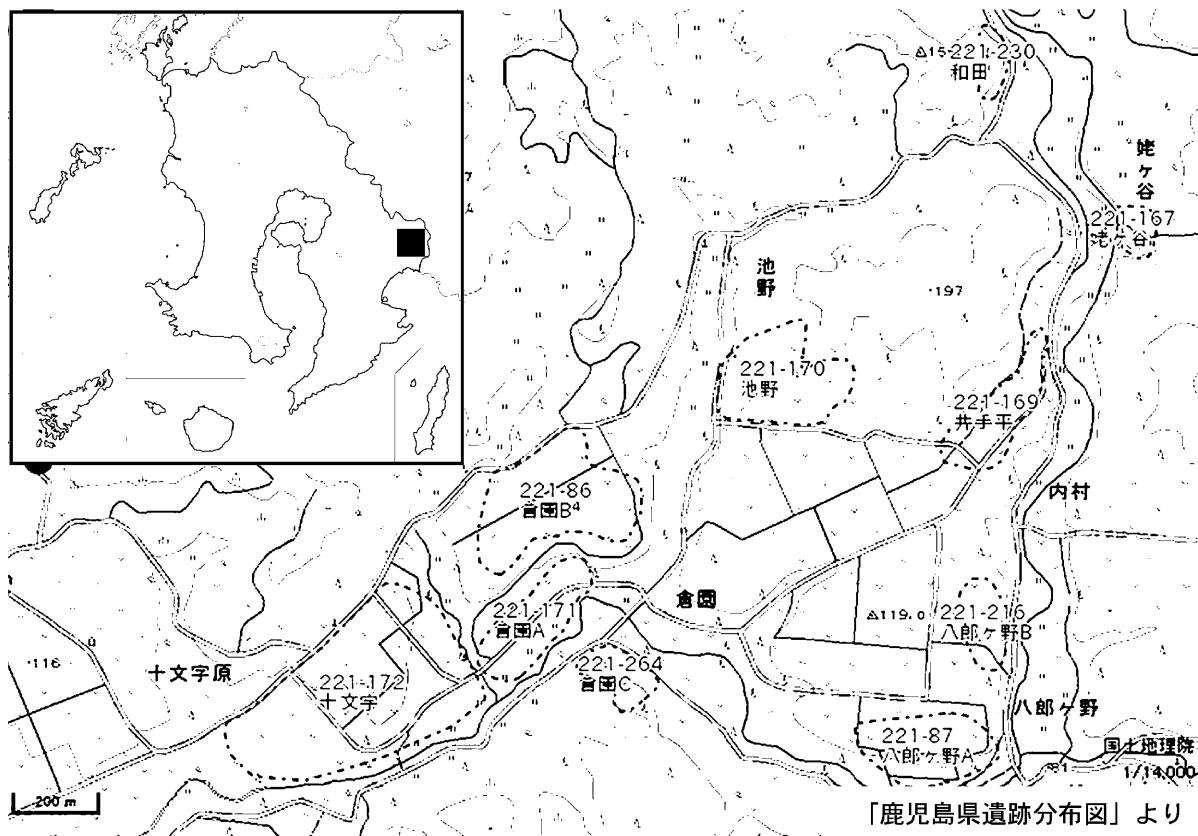 △15
221-230
和田
姥ヶ谷
221-167
姥ヶ谷
池野
・197
221-170
池野
221-169
井手平
221-86
倉園B
内村
221-171
倉園A
倉園
△119.0
221-216
八郎ヶ野B
・116
十文字原
221-172
十文字
221-264
倉園C
八郎ヶ野
221-87
八郎ヶ野A
国土地理院
1/14,000
200 m
「鹿児島県遺跡分布図」より